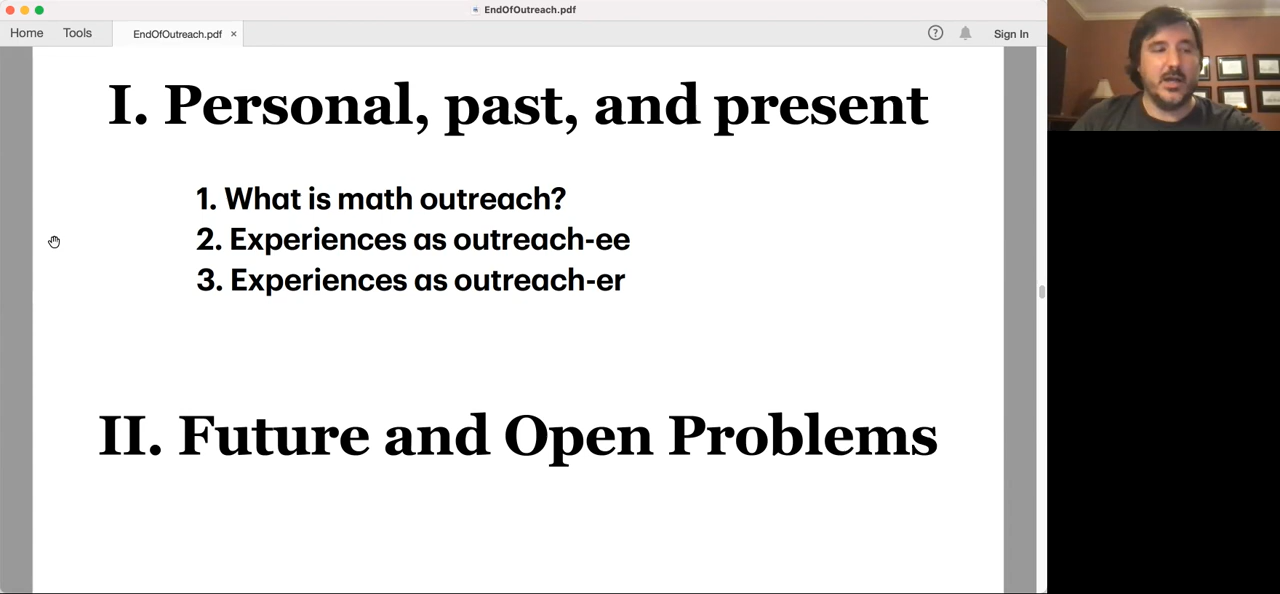 EndOfOutreach.pdf
Home Tools EndOfOutreach.pdf × ? Sign In
I. Personal, past, and present
1. What is math outreach?
2. Experiences as outreach-ee
3. Experiences as outreach-er
II. Future and Open Problems